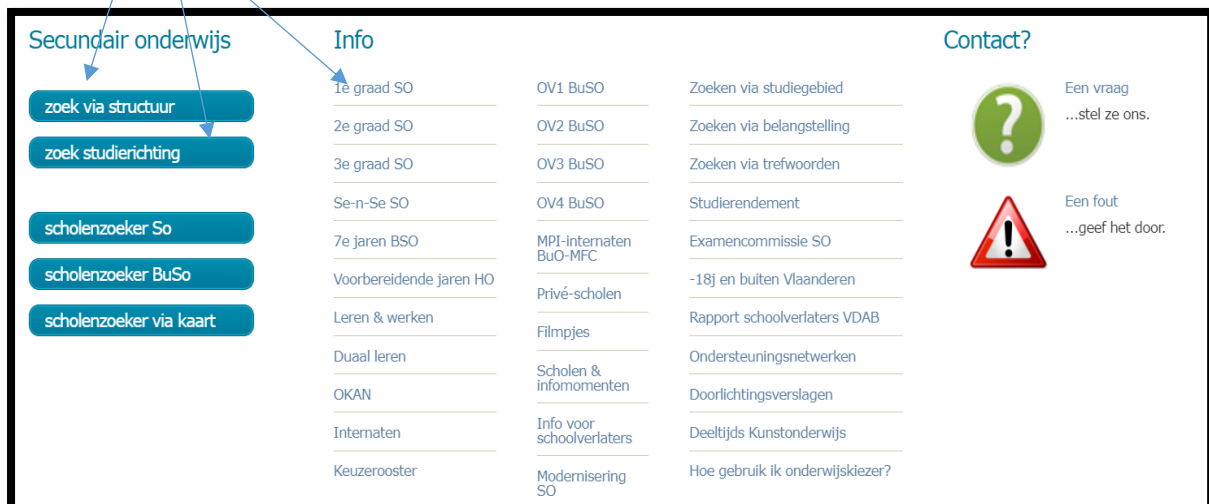 Secundair onderwijs
zoek via structuur
zoek studierichting
scholenzoeker So
scholenzoeker BuSo
scholenzoeker via kaart
Info
1e graad SO
2e graad SO
3e graad SO
Se-n-Se SO
7e jaren BSO
Voorbereidende jaren HO
Leren & werken
Duaal leren
OKAN
Internaten
Keuzerooster
OV1 BuSO
OV2 BuSO
OV3 BuSO
OV4 BuSO
MPI-internaten
BuO-MFC
Privé-scholen
Filmpjes
Scholen &
infomomenten
Info voor
schoolverlaters
Modernisering
SO
Zoeken via studiegebied
Zoeken via belangstelling
Zoeken via trefwoorden
Studierendement
Examencommissie SO
-18j en buiten Vlaanderen
Rapport schoolverlaters VDAB
Ondersteuningsnetwerken
Doorlichtingsverslagen
Deeltijds Kunstonderwijs
Hoe gebruik ik onderwijskiezer?
Contact?
?
Een vraag
...stel ze ons.
!
Een fout
...geef het door.